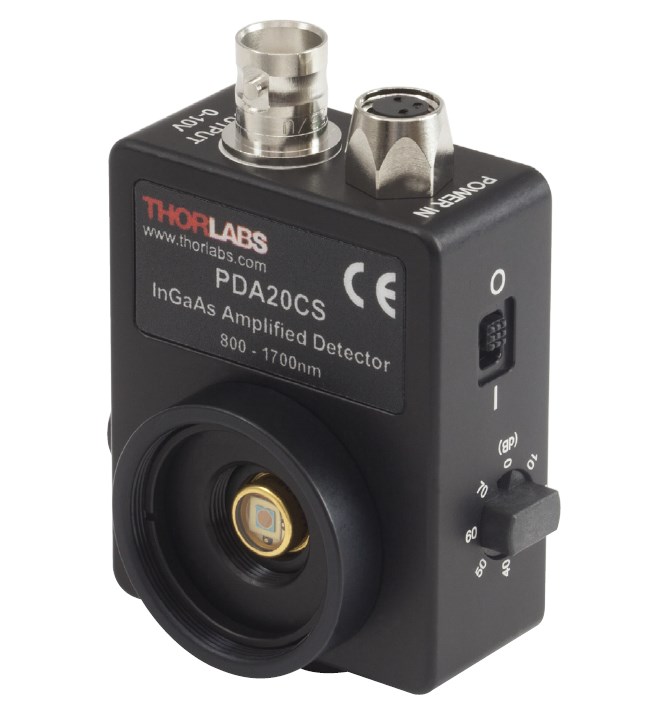 OUTPUT
0-10V
POWER IN
THORLABS
www.thorlabs.com
PDA20CS
CE
InGaAs Amplified Detector
800 - 1700nm
O
I
(dB)
0
10
70
60
50
40